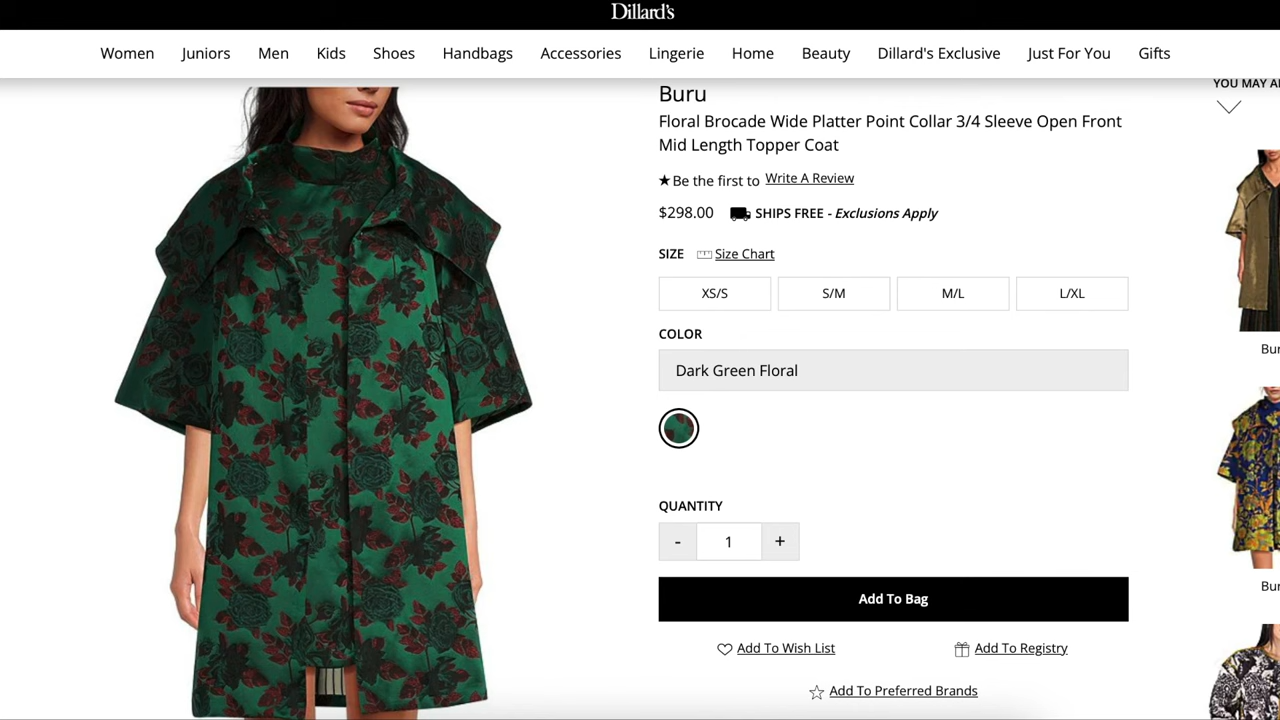 Dillard's
Women Juniors Men Kids Shoes Handbags Accessories Lingerie Home Beauty Dillard's Exclusive Just For You Gifts
Buru
Floral Brocade Wide Platter Point Collar 3/4 Sleeve Open Front
Mid Length Topper Coat
★Be the first to Write A Review
$298.00 SHIPS FREE - Exclusions Apply
SIZE Size Chart
XS/S S/M M/L L/XL
COLOR
Dark Green Floral
QUANTITY
- 1 +
Add To Bag
Add To Wish List Add To Registry
Add To Preferred Brands
YOU MAY